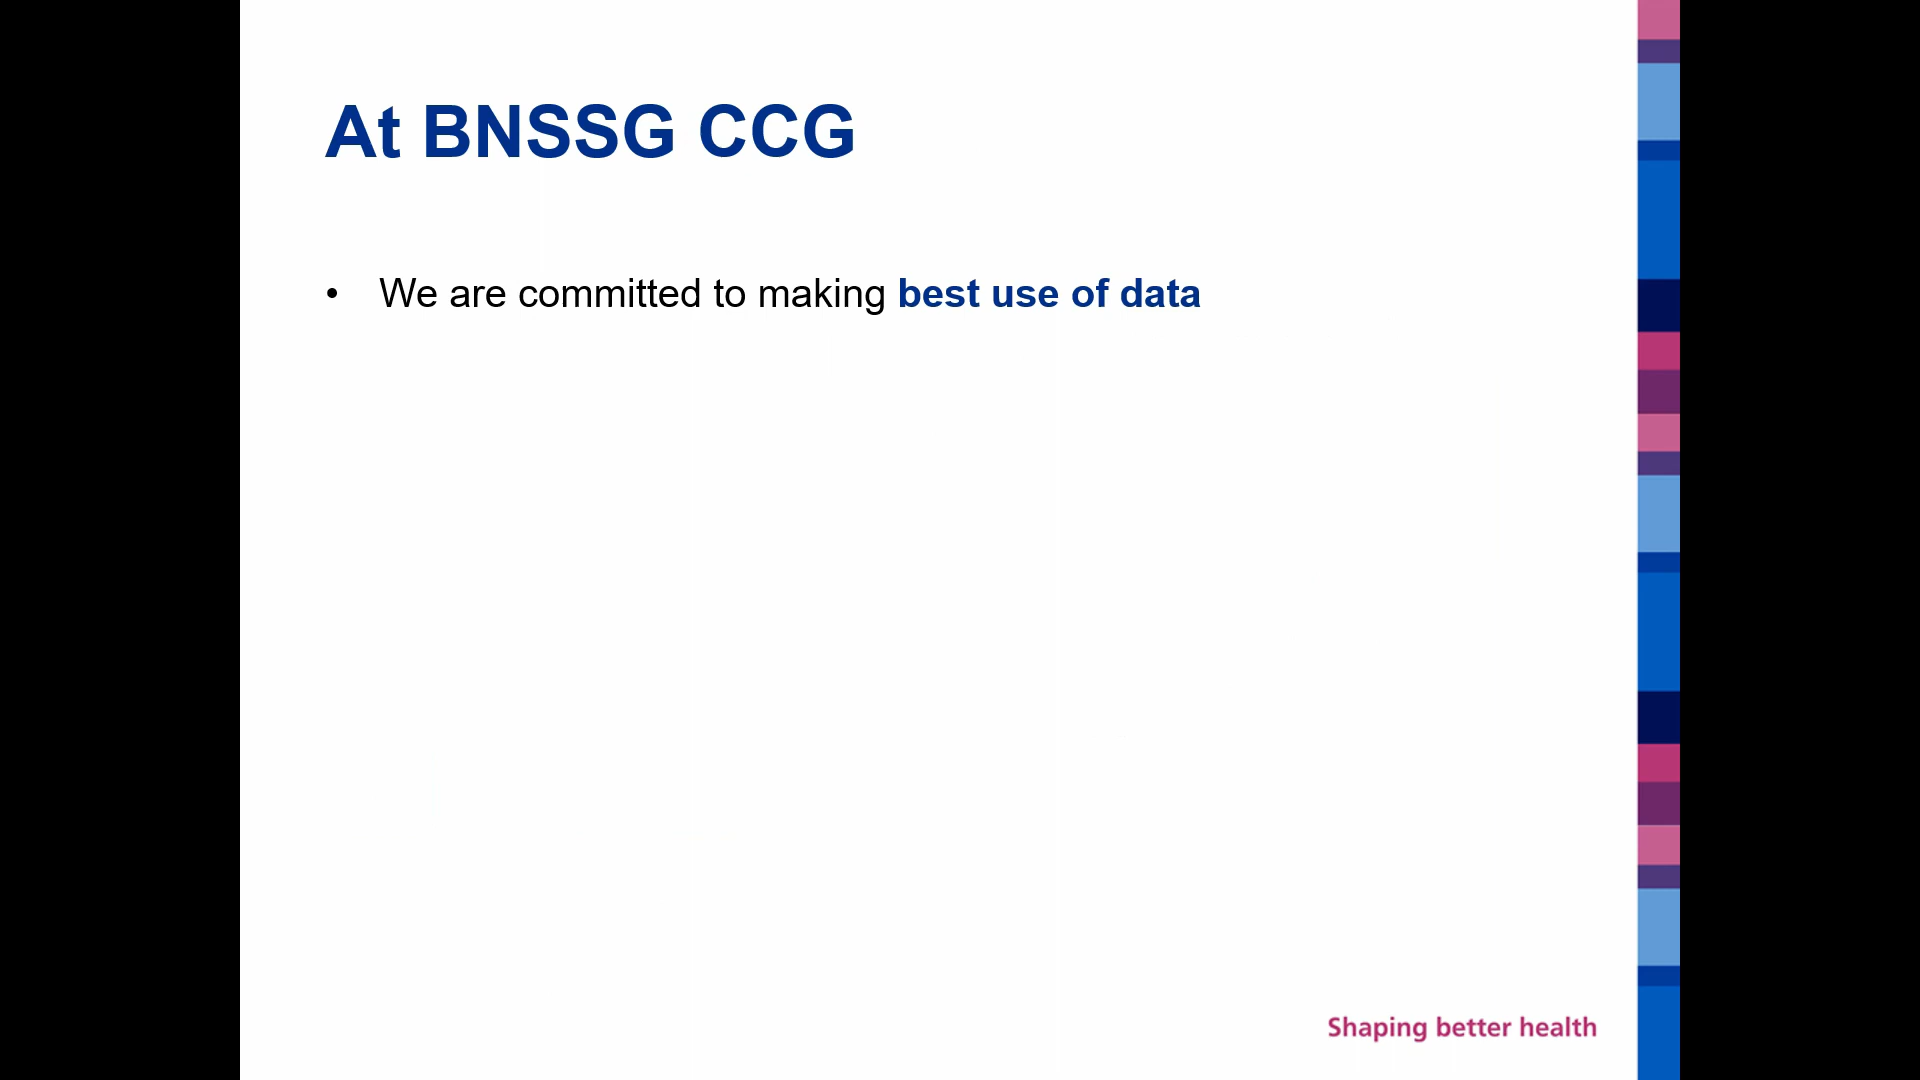 At BNSSG CCG
• We are committed to making best use of data
Shaping better health